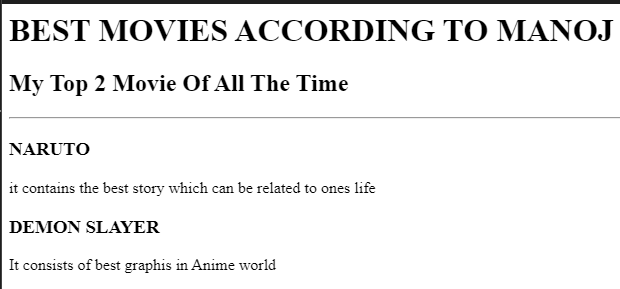 BEST MOVIES ACCORDING TO MANOJ
My Top 2 Movie Of All The Time
NARUTO
it contains the best story which can be related to ones life
DEMON SLAYER
It consists of best graphis in Anime world